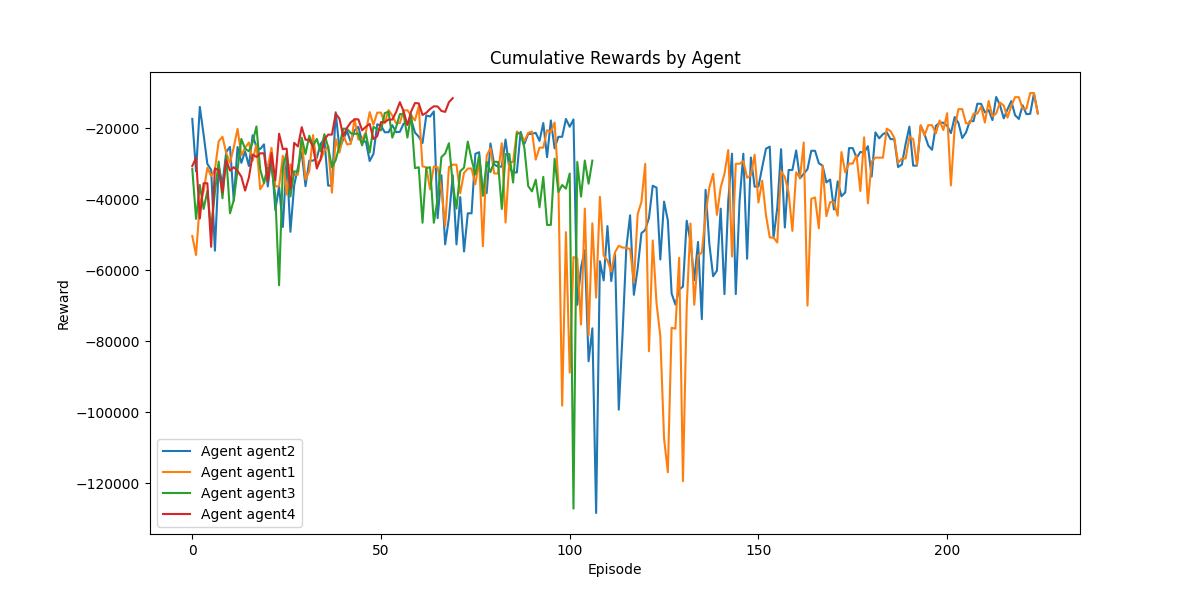 Cumulative Rewards by Agent
Reward
−20000
−40000
−60000
−80000
−100000
−120000
Agent agent2
Agent agent1
Agent agent3
Agent agent4
0 50 100 150 200
Episode